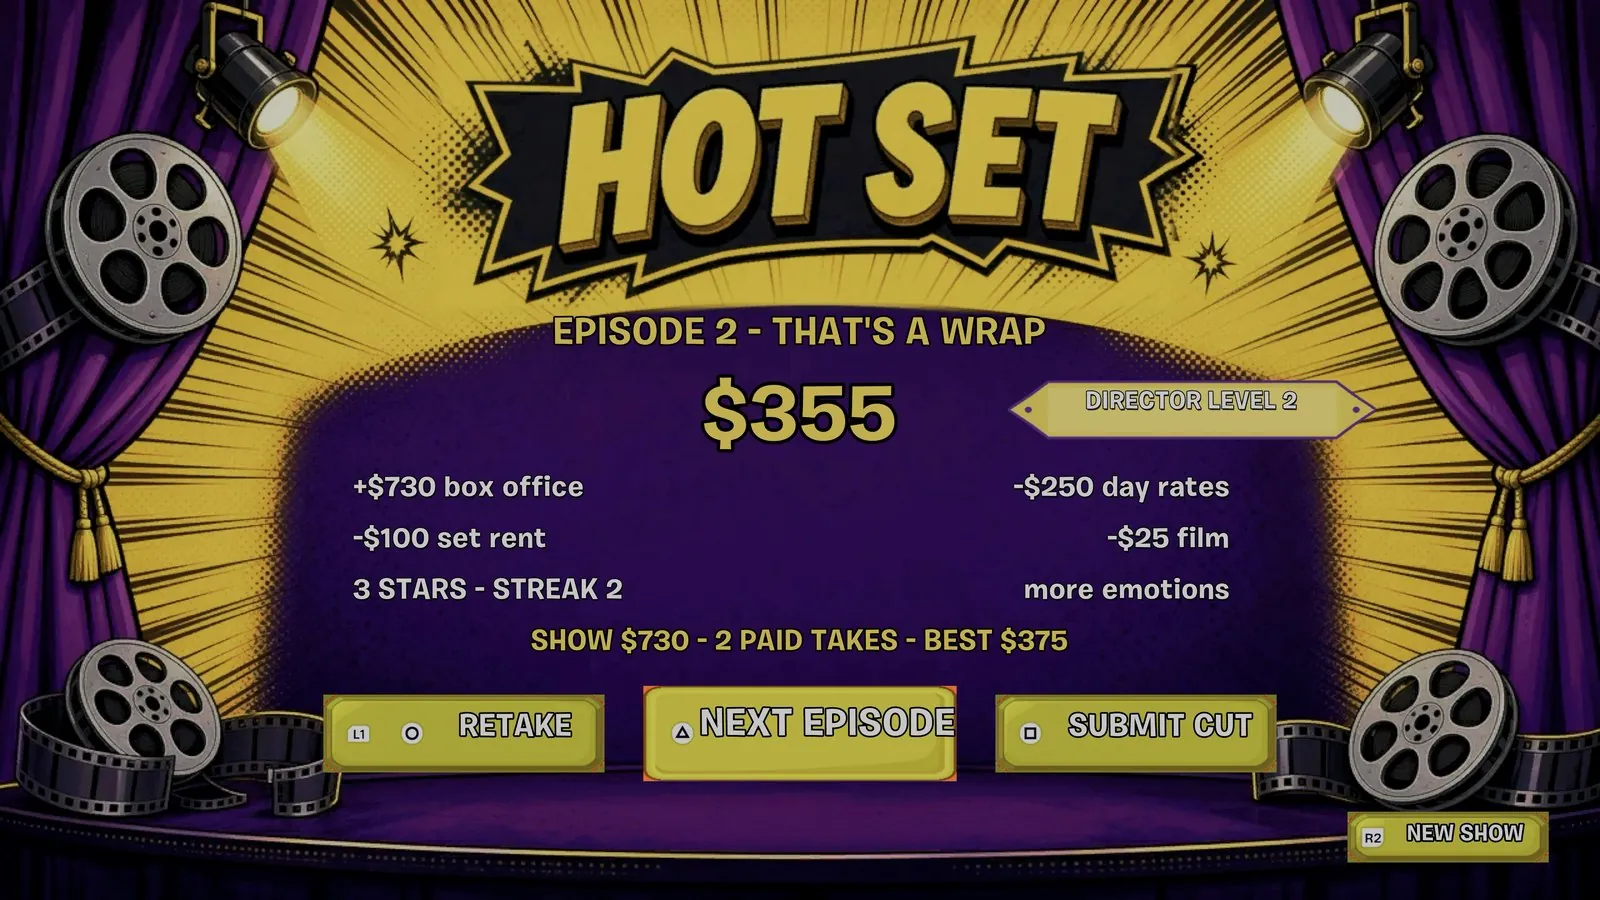 HOT SET
EPISODE 2 - THAT'S A WRAP
$355
DIRECTOR LEVEL 2
+$730 box office
-$250 day rates
-$100 set rent
-$25 film
3 STARS - STREAK 2
more emotions
SHOW $730 - 2 PAID TAKES - BEST $375
L1 RETAKE
NEXT EPISODE
SUBMIT CUT
R2 NEW SHOW